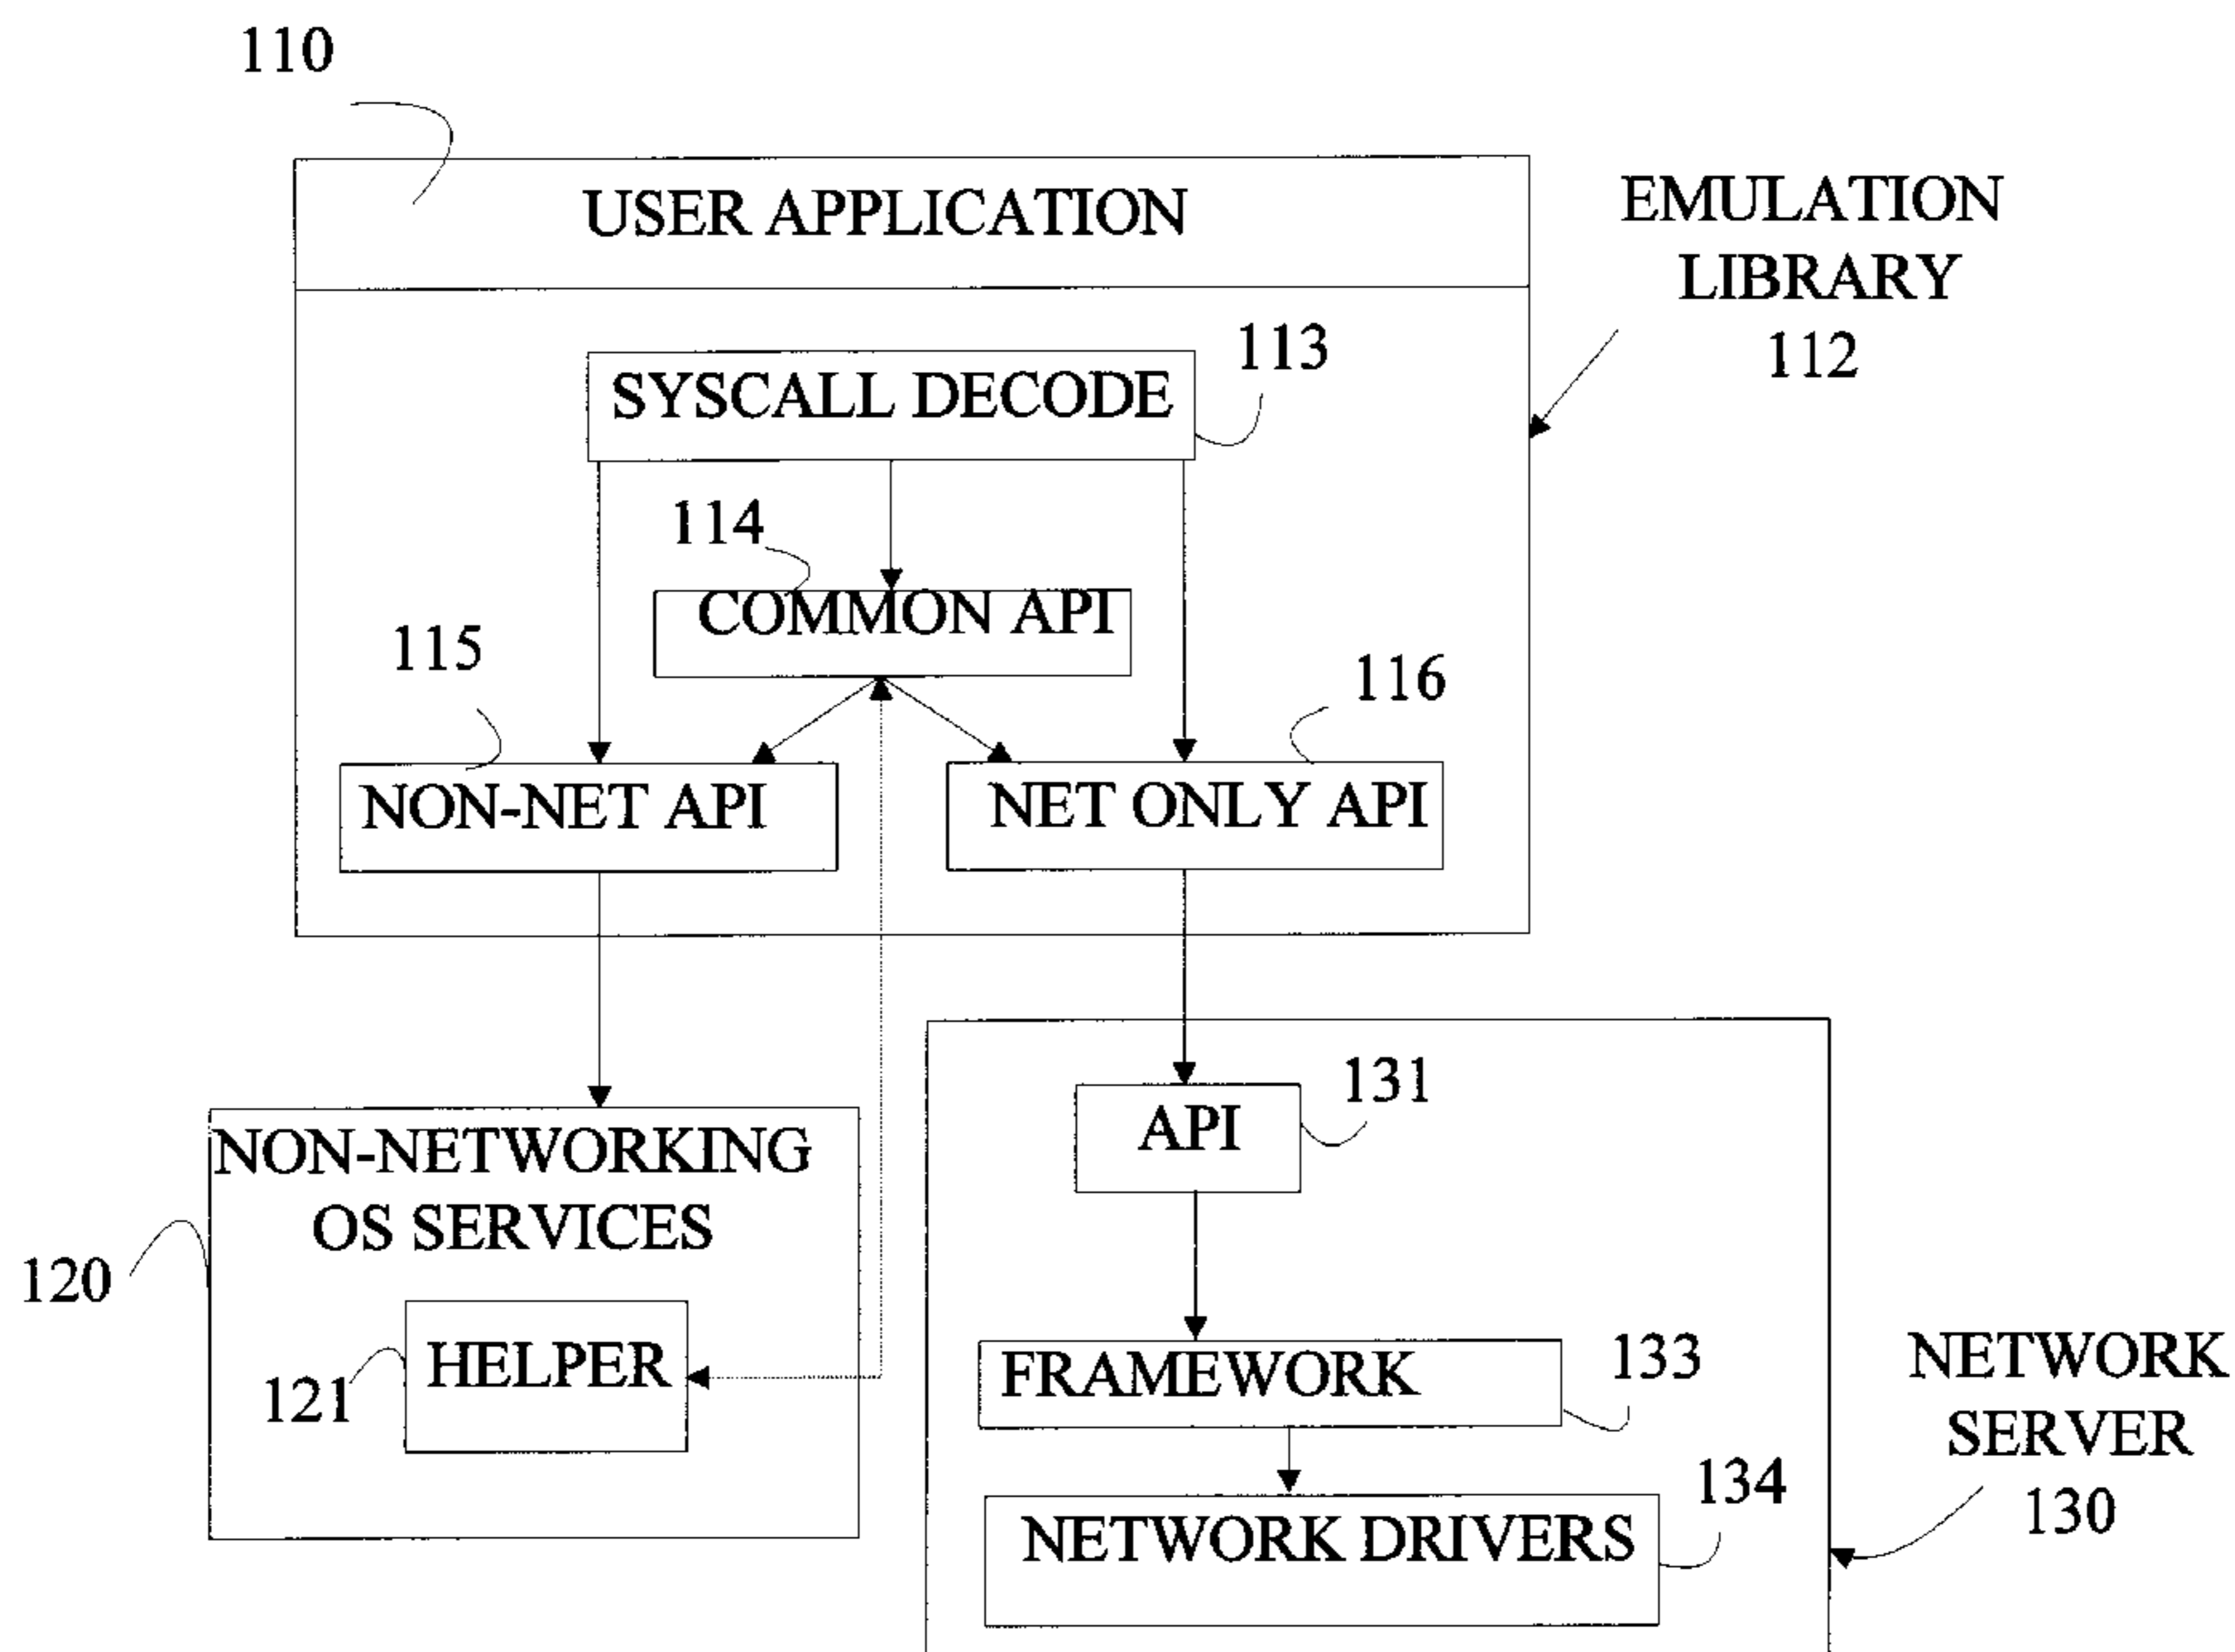 110
USER APPLICATION
EMULATION
LIBRARY
112
113
SYSCALL DECODE
114
COMMON API
115
116
NON-NET API
NET ONLY API
131
API
NON-NETWORKING
OS SERVICES
120
HELPER
121
FRAMEWORK
133
NETWORK
SERVER
130
134
NETWORK DRIVERS